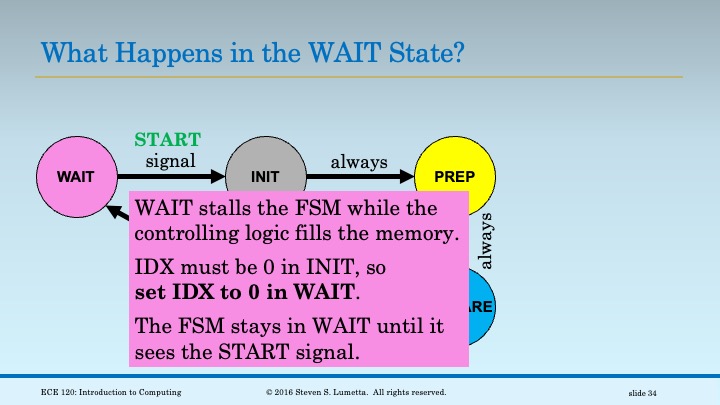 What Happens in the WAIT State?
START
signal
always
WAIT
INIT
PREP
WAIT stalls the FSM while the
controlling logic fills the memory.
IDX must be 0 in INIT, so
set IDX to 0 in WAIT.
The FSM stays in WAIT until it
sees the START signal.
always
ARE
ECE 120: Introduction to Computing
© 2016 Steven S. Lumetta. All rights reserved.
slide 34